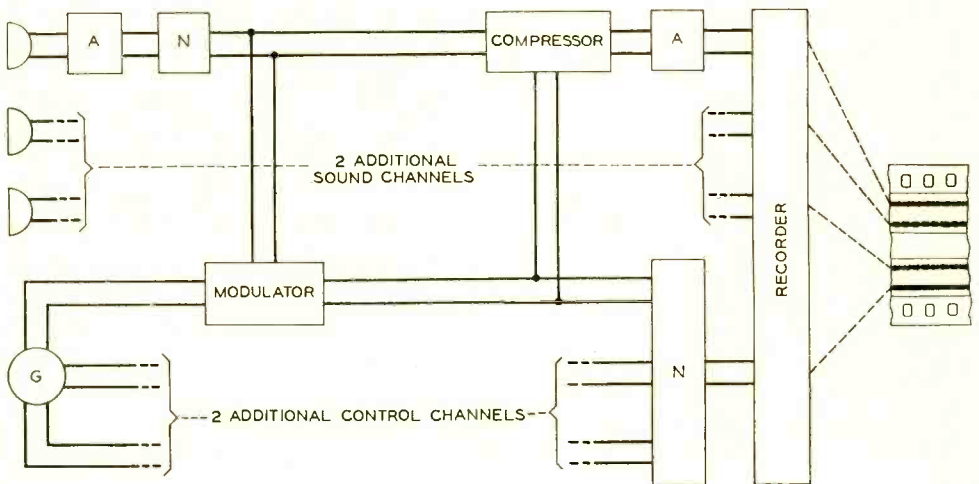 A
N
COMPRESSOR
A
2 ADDITIONAL
SOUND CHANNELS
MODULATOR
RECORDER
G
N
2 ADDITIONAL CONTROL CHANNELS